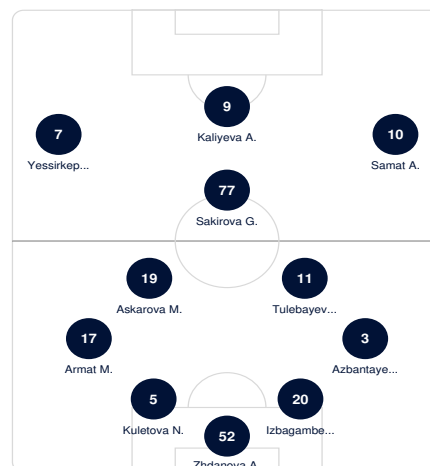 9
Kaliyeva A.
7
Yessirkep...
10
Samat A.
77
Sakirova G.
19
Askarova M.
11
Tulebayev...
17
Armat M.
3
Azbantaye...
5
Kuletova N.
20
Izbagambe...
52
Zhdanova A.